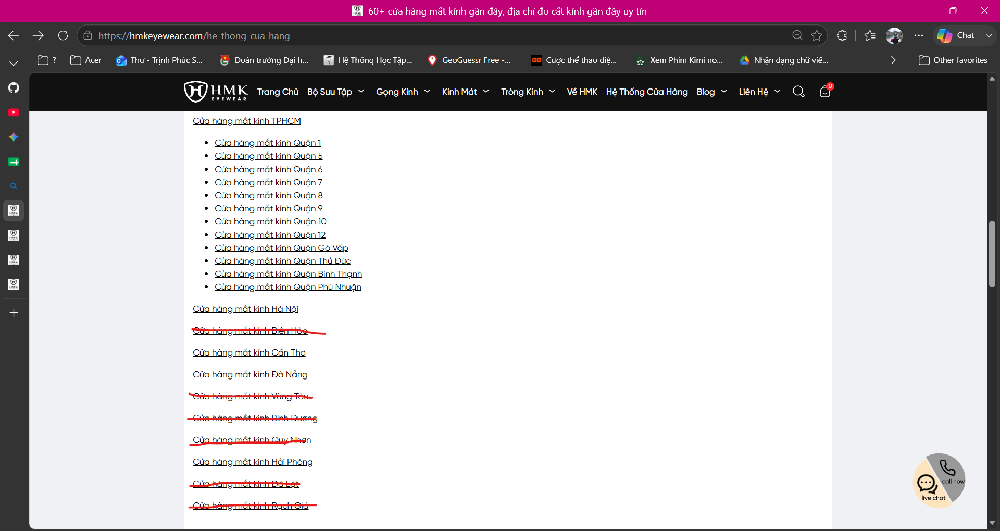 60+ cửa hàng mắt kính gần đây, địa chỉ đo cắt kính gần đây uy tín
https://hmkeyewear.com/he-thong-cua-hang
Chat
?
Acer
Thư - Trịnh Phúc S...
Đoàn trường Đại h...
Hệ Thống Học Tập...
GeoGuessr Free -...
GG
Cược thể thao điệ...
Xem Phim Kimi no...
Nhận dạng chữ viế...
Other favorites
HMK
EYEWEAR
Trang Chủ
Bộ Sưu Tập
Gọng Kính
Kính Mát
Tròng Kính
Về HMK
Hệ Thống Cửa Hàng
Blog
Liên Hệ
0
Cửa hàng mắt kính TPHCM
Cửa hàng mắt kính Quận 1
Cửa hàng mắt kính Quận 5
Cửa hàng mắt kính Quận 6
Cửa hàng mắt kính Quận 7
Cửa hàng mắt kính Quận 8
Cửa hàng mắt kính Quận 9
Cửa hàng mắt kính Quận 10
Cửa hàng mắt kính Quận 12
Cửa hàng mắt kính Quận Gò Vấp
Cửa hàng mắt kính Quận Thủ Đức
Cửa hàng mắt kính Quận Bình Thạnh
Cửa hàng mắt kính Quận Phú Nhuận
Cửa hàng mắt kính Hà Nội
Cửa hàng mắt kính Biên Hòa
Cửa hàng mắt kính Cần Thơ
Cửa hàng mắt kính Đà Nẵng
Cửa hàng mắt kính Vũng Tàu
Cửa hàng mắt kính Bình Dương
Cửa hàng mắt kính Quy Nhơn
Cửa hàng mắt kính Hải Phòng
Cửa hàng mắt kính Đà Lạt
Cửa hàng mắt kính Rạch Giá
call now
live chat